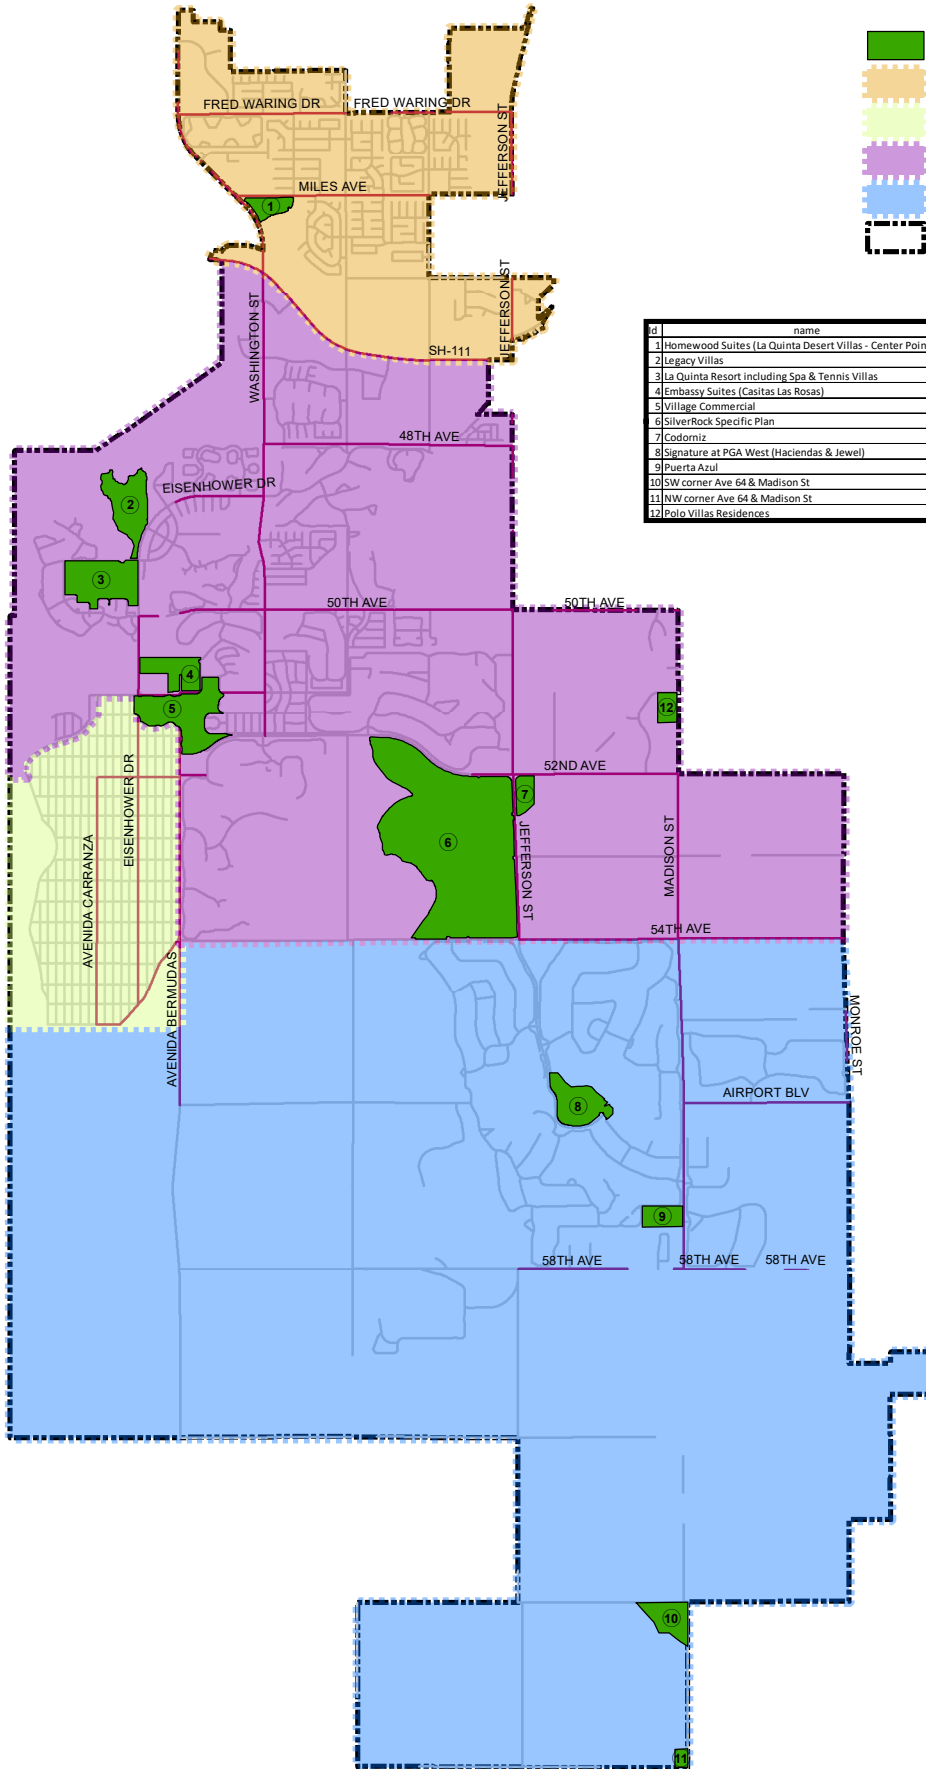 FRED WARING DR
FRED WARING DR
JEFFERSON ST
MILES AVE
1
JEFFERSON ST
WASHINGTON ST
SH-111
Id name
1 Homewood Suites (La Quinta Desert Villas - Center Poin
2 Legacy Villas
3 La Quinta Resort including Spa & Tennis Villas
4 Embassy Suites (Casitas Las Rosas)
5 Village Commercial
6 SilverRock Specific Plan
7 Codorniz
8 Signature at PGA West (Haciendas & Jewel)
9 Puerta Azul
10 SW corner Ave 64 & Madison St
11 NW corner Ave 64 & Madison St
12 Polo Villas Residences
48TH AVE
EISENHOWER DR
2
3
50TH AVE
50TH AVE
4
5
12
52ND AVE
7
6
EISENHOWER DR
AVENIDA CARRANZA
JEFFERSON ST
MADISON ST
54TH AVE
AVENIDA BERMUDAS
MONROE ST
AIRPORT BLV
8
9
58TH AVE
58TH AVE
58TH AVE
10
11